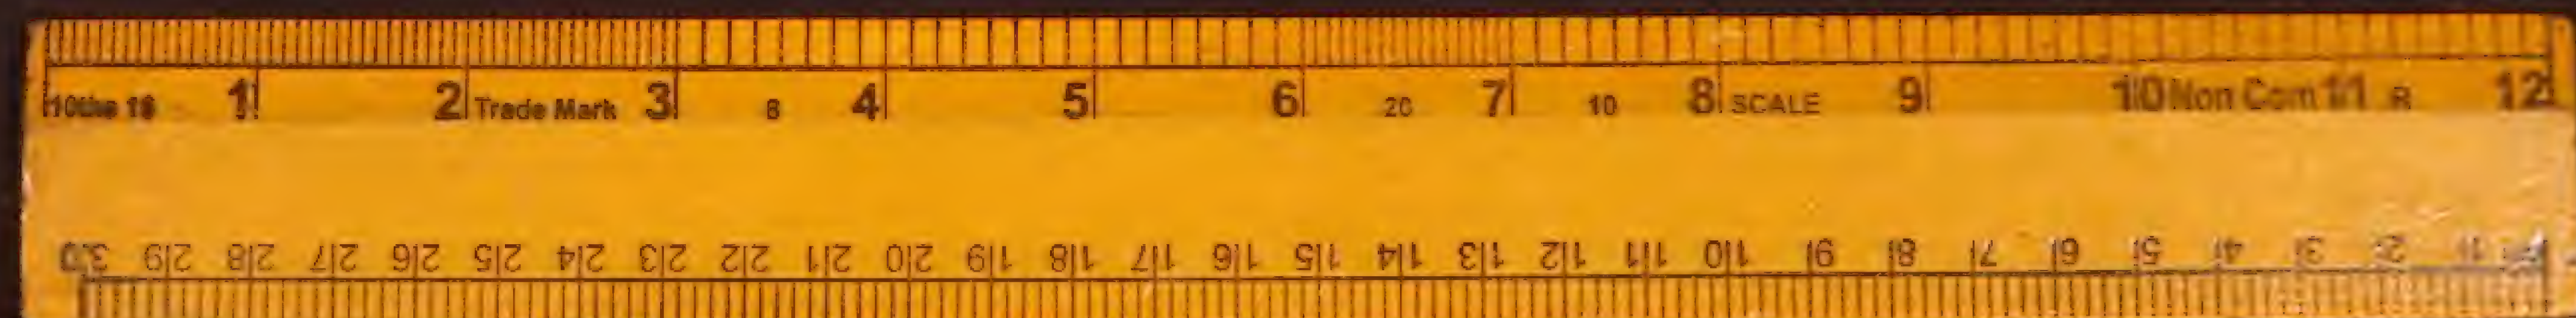 10ths 16 1 2 Trade Mark 3 8 4 5 6 20 7 10 8 SCALE 9 10 Non Com 11 R 12
1 2 3 4 5 6 7 8 9 10 11 12 13 14 15 16 17 18 19 20 21 22 23 24 25 26 27 28 29 30